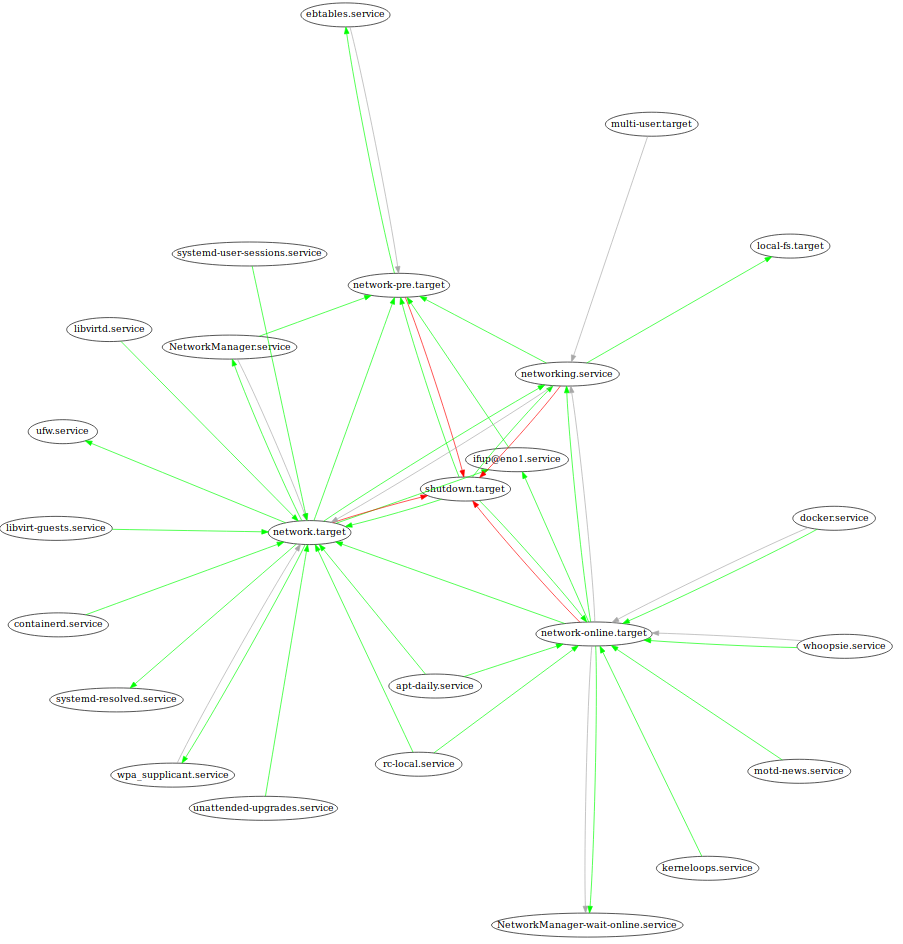 ebtables.service
multi-user.target
local-fs.target
systemd-user-sessions.service
network-pre.target
libvirtd.service
NetworkManager.service
networking.service
ufw.service
ifup@eno1.service
shutdown.target
docker.service
libvirt-guests.service
network.target
containerd.service
network-online.target
whoopsie.service
apt-daily.service
systemd-resolved.service
rc-local.service
motd-news.service
wpa_supplicant.service
unattended-upgrades.service
kerneloops.service
NetworkManager-wait-online.service